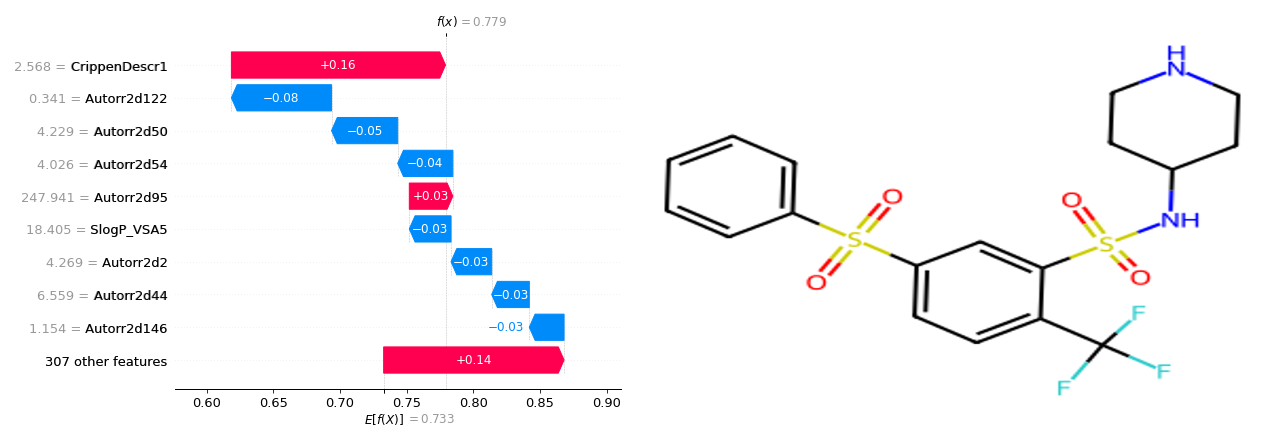 f(x) = 0.779
2.568 = CrippenDescr1
+0.16
0.341 = Autorr2d122
−0.08
4.229 = Autorr2d50
−0.05
4.026 = Autorr2d54
−0.04
247.941 = Autorr2d95
+0.03
18.405 = SlogP_VSA5
−0.03
4.269 = Autorr2d2
−0.03
6.559 = Autorr2d44
−0.03
1.154 = Autorr2d146
−0.03
307 other features
+0.14
0.60 0.65 0.70 0.75 0.80 0.85 0.90
E[f(X)] = 0.733
H
N
O
O
S
NH
O
O
S
O
F
F
F